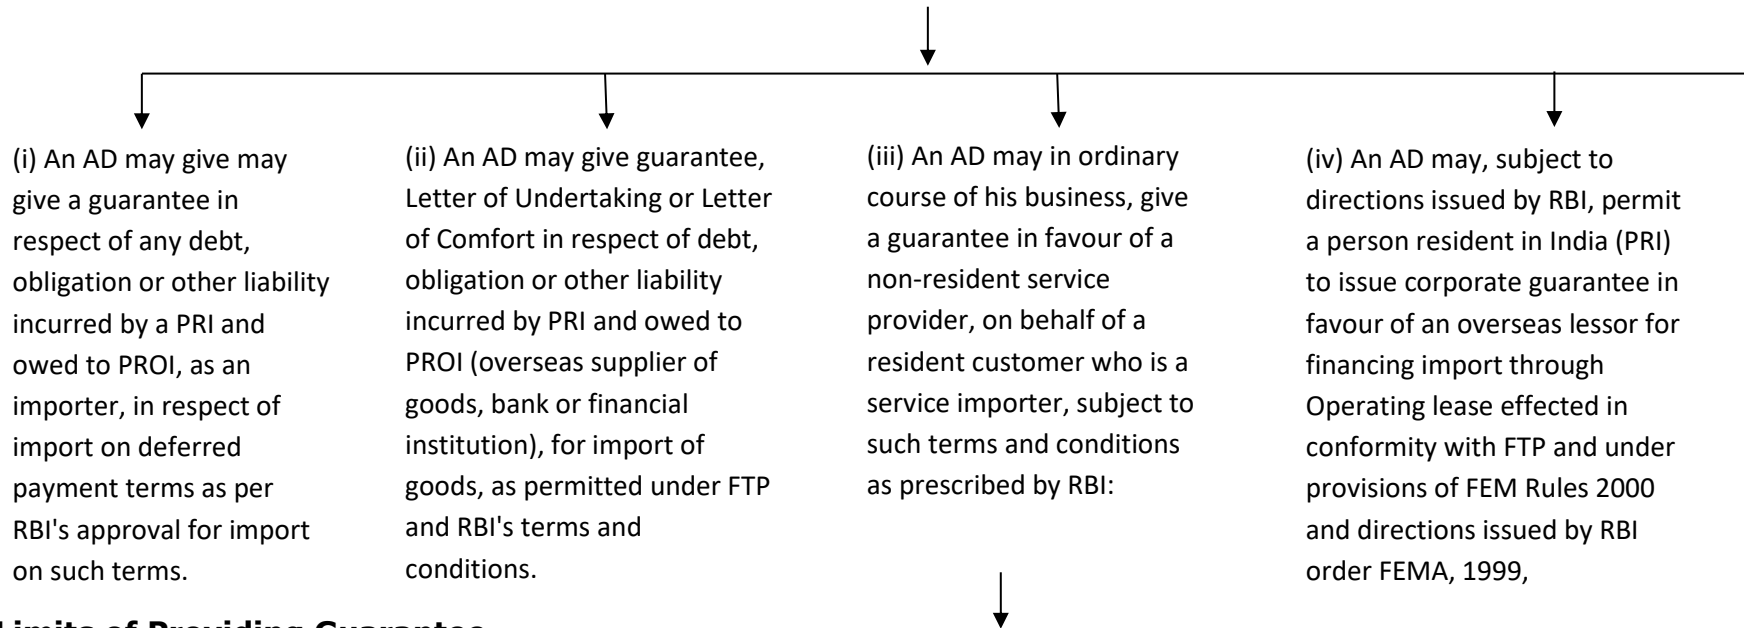 (i) An AD may give may
give a guarantee in
respect of any debt,
obligation or other liability
incurred by a PRI and
owed to PROI, as an
importer, in respect of
import on deferred
payment terms as per
RBI's approval for import
on such terms.
(ii) An AD may give guarantee,
Letter of Undertaking or Letter
of Comfort in respect of debt,
obligation or other liability
incurred by PRI and owed to
PROI (overseas supplier of
goods, bank or financial
institution), for import of
goods, as permitted under FTP
and RBI's terms and
conditions.
(iii) An AD may in ordinary
course of his business, give
a guarantee in favour of a
non-resident service
provider, on behalf of a
resident customer who is a
service importer, subject to
such terms and conditions
as prescribed by RBI:
(iv) An AD may, subject to
directions issued by RBI, permit
a person resident in India (PRI)
to issue corporate guarantee in
favour of an overseas lessor for
financing import through
Operating lease effected in
conformity with FTP and under
provisions of FEM Rules 2000
and directions issued by RBI
order FEMA, 1999,
Limits of Providing Guarantee